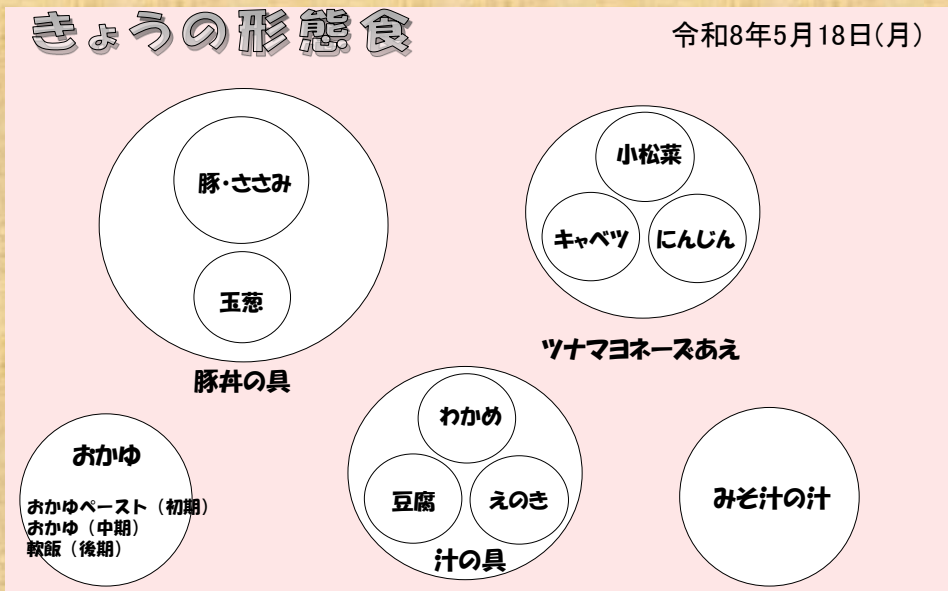 きょうの形態食
令和8年5月18日(月)
豚・ささみ
玉葱
豚丼の具
小松菜
キャベツ
にんじん
ツナマヨネーズあえ
おかゆ
おかゆペースト（初期）
おかゆ（中期）
軟飯（後期）
わかめ
豆腐
えのき
汁の具
みそ汁の汁